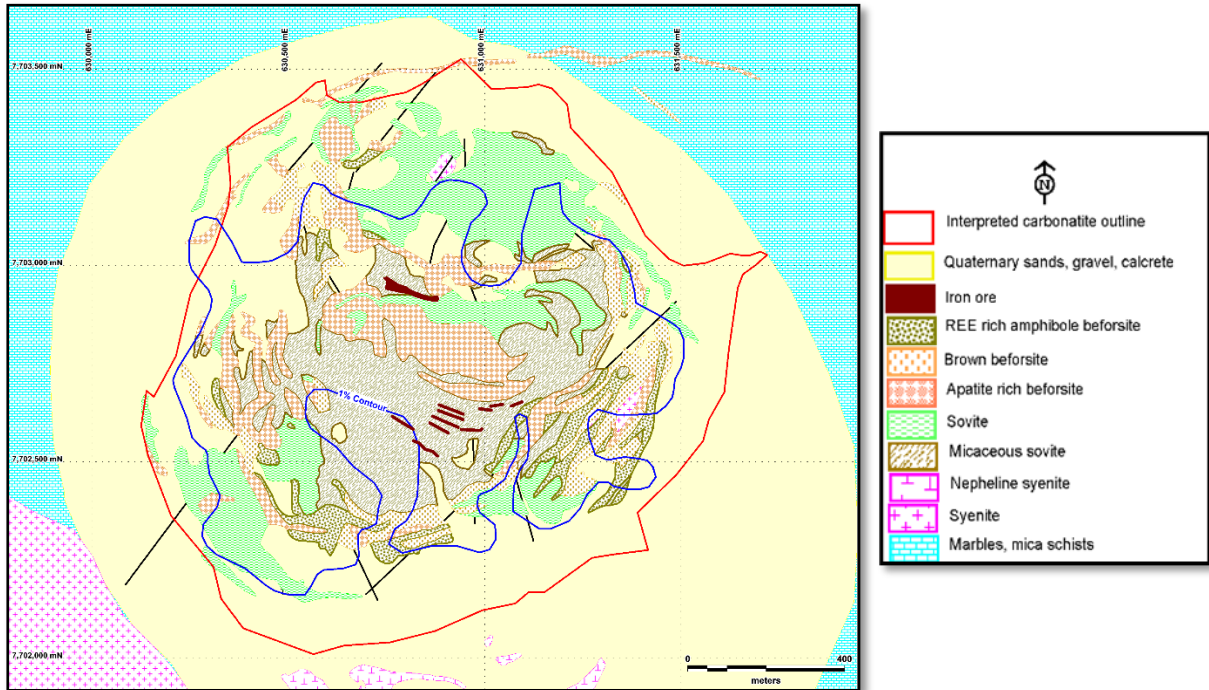 630,000 mE
630,500 mE
631,000 mE
631,500 mE
7,703,500 mN
7,703,000 mN
1% Contour
7,702,500 mN
7,702,000 mN
0
400
meters
N
Interpreted carbonatite outline
Quaternary sands, gravel, calcrete
Iron ore
REE rich amphibole beforsite
Brown beforsite
Apatite rich beforsite
Sovite
Micaceous sovite
Nepheline syenite
Syenite
Marbles, mica schists